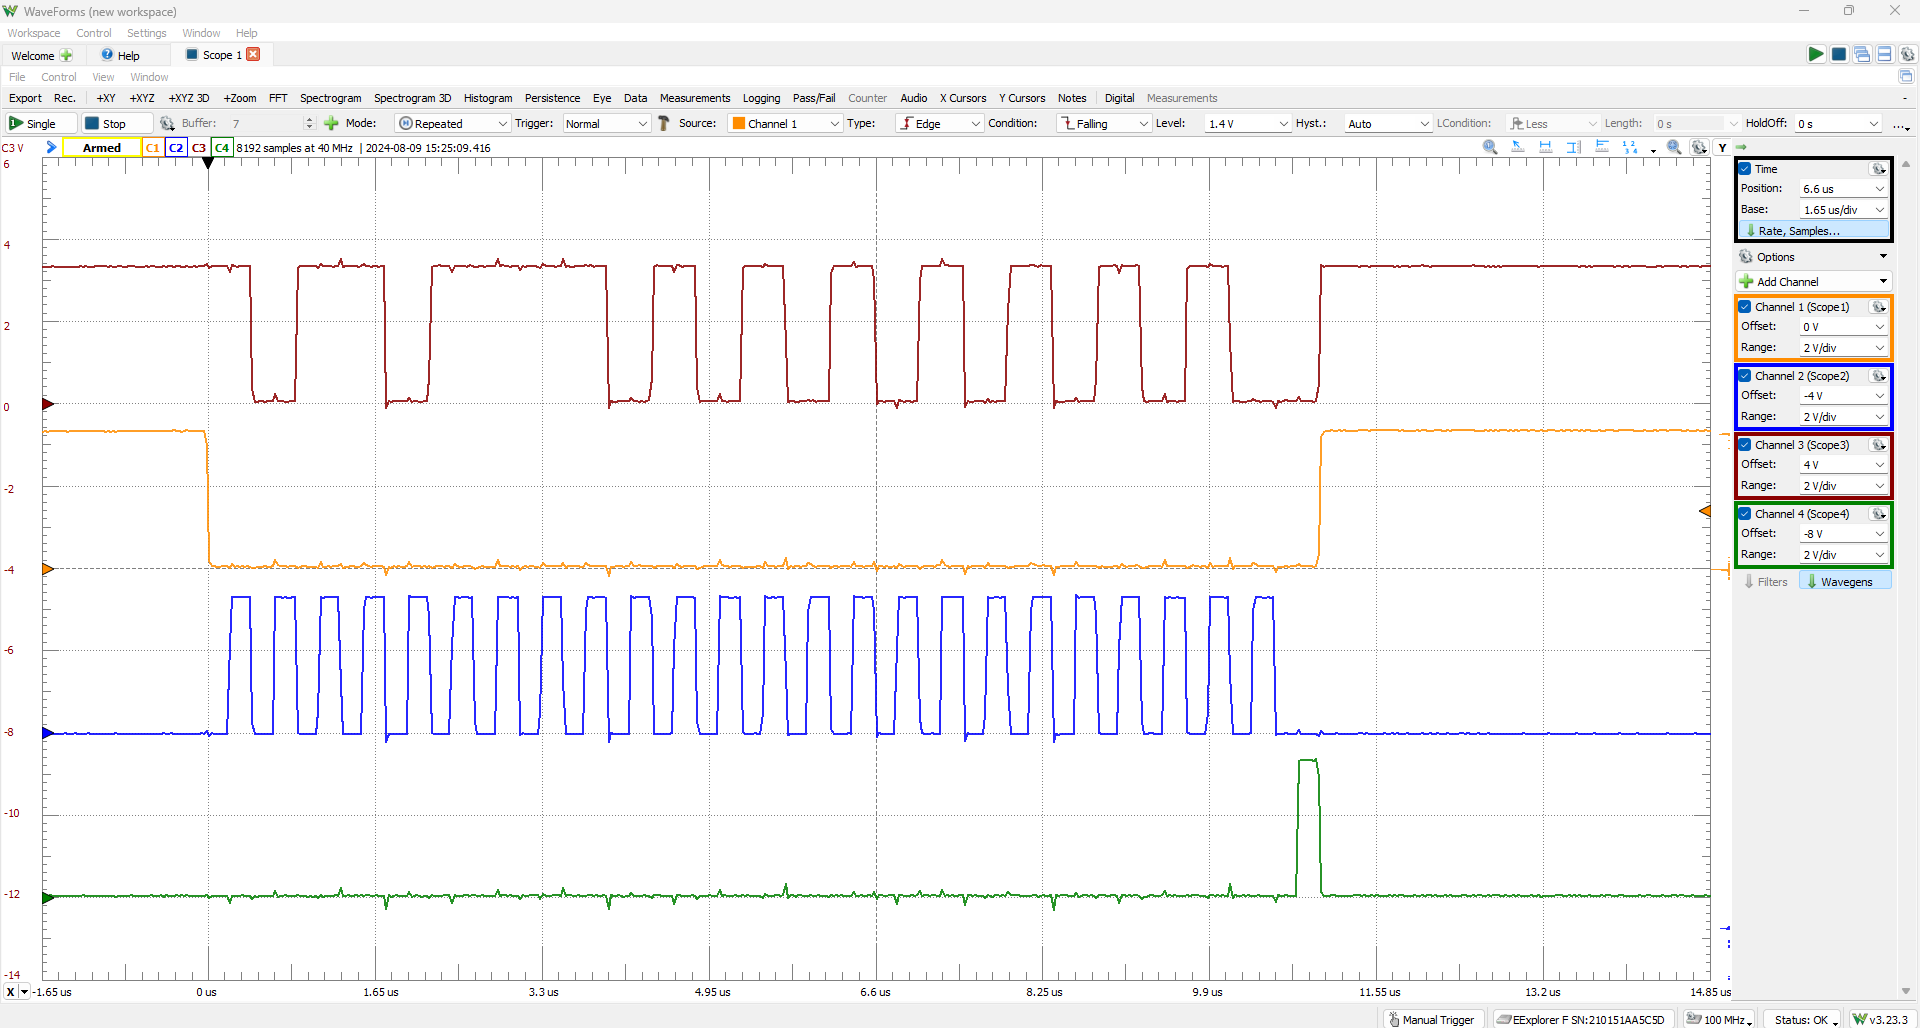 WaveForms (new workspace)
Workspace Control Settings Window Help
Welcome Help Scope 1
File Control View Window
Export Rec. +XY +XYZ +XYZ 3D +Zoom FFT Spectrogram Spectrogram 3D Histogram Persistence Eye Data Measurements Logging Pass/Fail Counter Audio X Cursors Y Cursors Notes Digital Measurements
Single Stop Buffer: 7 Mode: Repeated Trigger: Normal Source: Channel 1 Type: Edge Condition: Falling Level: 1.4 V Hyst.: Auto LCondition: Less Length: 0 s HoldOff: 0 s ...
C3 V Armed C1 C2 C3 C4 8192 samples at 40 MHz | 2024-08-09 15:25:09.416 Y
6
4
2
0
-2
-4
-6
-8
-10
-12
-14
X -1.65 us 0 us 1.65 us 3.3 us 4.95 us 6.6 us 8.25 us 9.9 us 11.55 us 13.2 us 14.85 us
Time
Position: 6.6 us
Base: 1.65 us/div
Rate, Samples...
Options
Add Channel
Channel 1 (Scope1)
Offset: 0 V
Range: 2 V/div
Channel 2 (Scope2)
Offset: -4 V
Range: 2 V/div
Channel 3 (Scope3)
Offset: 4 V
Range: 2 V/div
Channel 4 (Scope4)
Offset: -8 V
Range: 2 V/div
Filters Wavegens
Manual Trigger EExplorer F SN:210151AA5C5D 100 MHz Status: OK v3.23.3